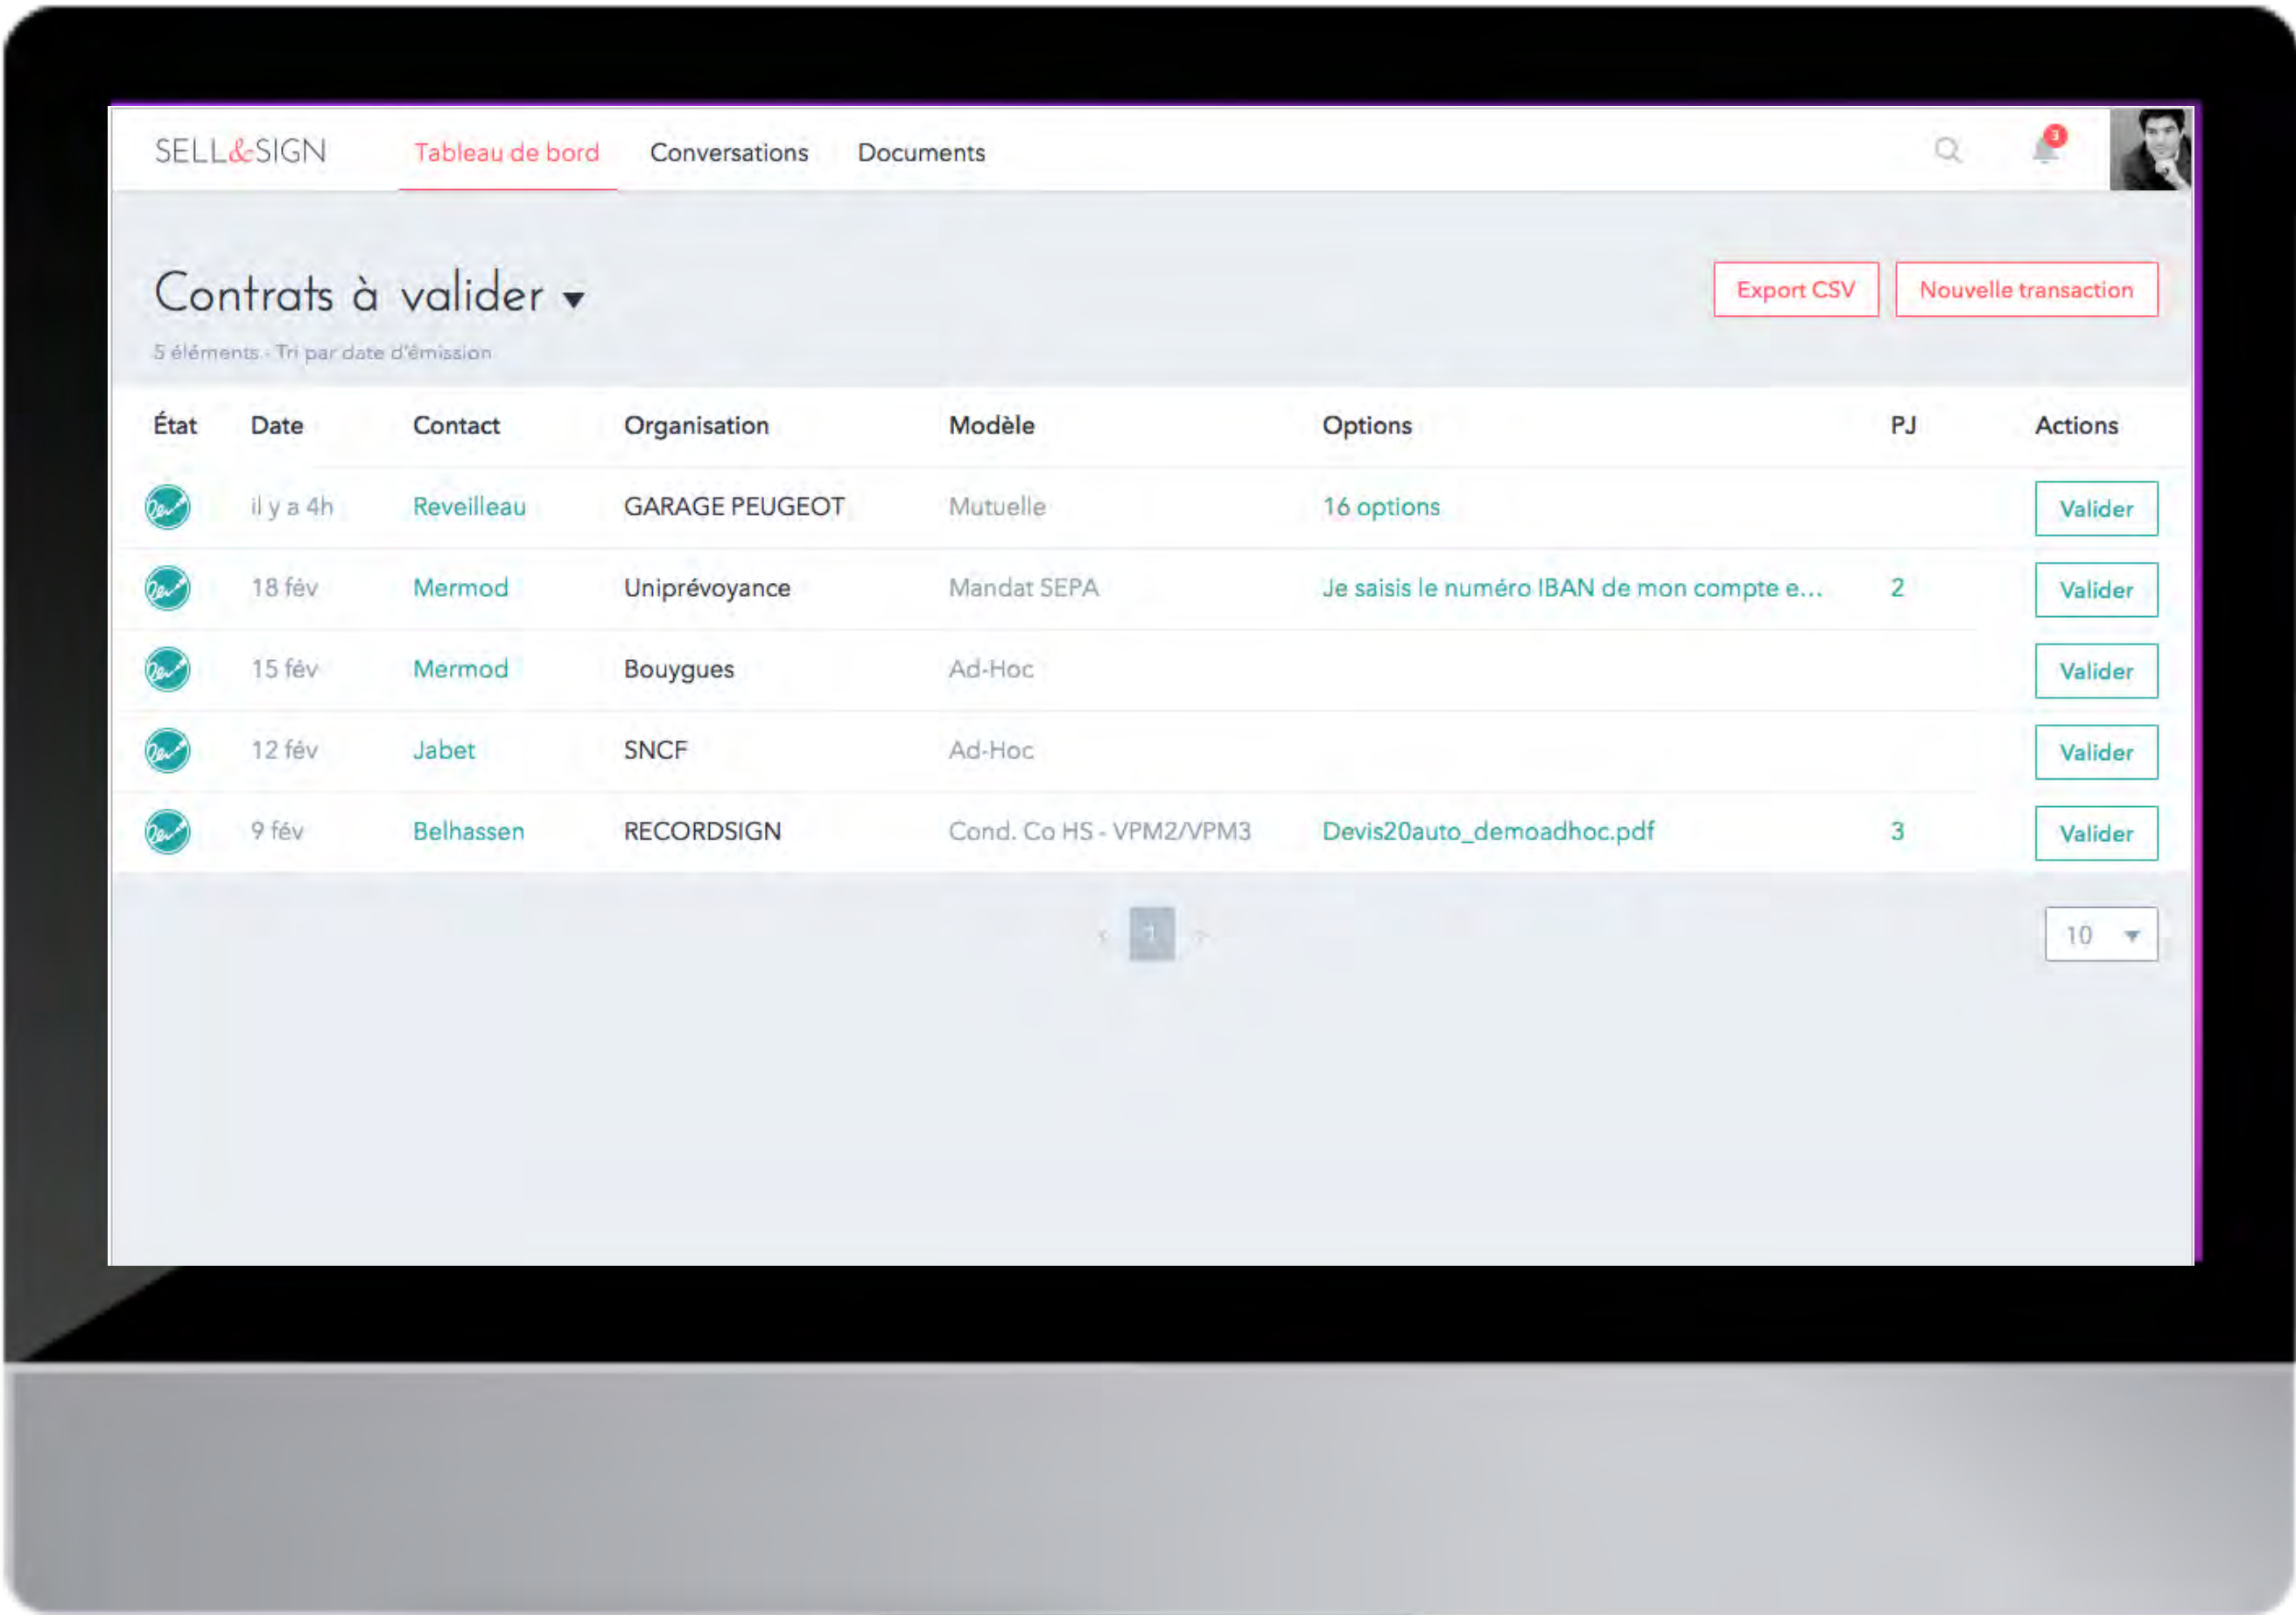 SELL&SIGN Tableau de bord Conversations Documents 3
Contrats à valider Export CSV Nouvelle transaction
5 éléments - Tri par date d'émission
État Date Contact Organisation Modèle Options PJ Actions
il y a 4h Reveilleau GARAGE PEUGEOT Mutuelle 16 options Valider
18 fév Mermod Uniprévoyance Mandat SEPA Je saisis le numéro IBAN de mon compte e... 2 Valider
15 fév Mermod Bouygues Ad-Hoc Valider
12 fév Jabet SNCF Ad-Hoc Valider
9 fév Belhassen RECORDSIGN Cond. Co HS - VPM2/VPM3 Devis20auto_demoadhoc.pdf 3 Valider
< 1 > 10